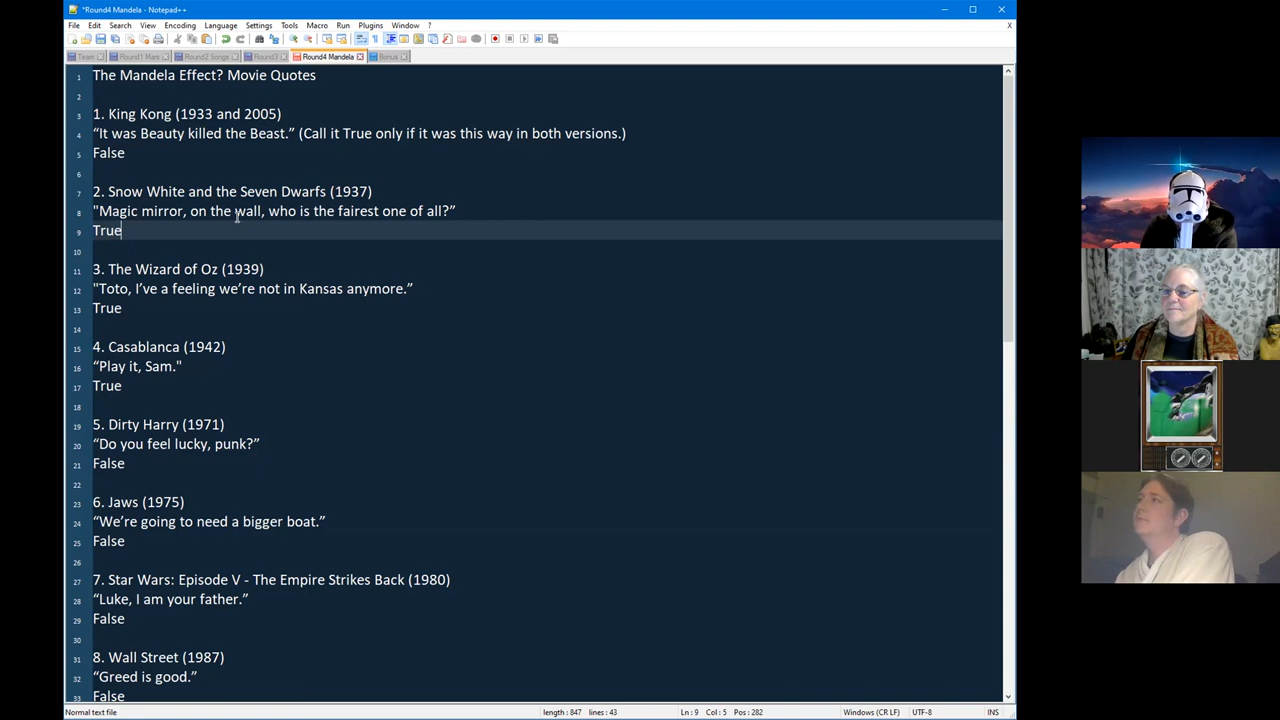 *Round4 Mandela - Notepad++
File Edit Search View Encoding Language Settings Tools Macro Run Plugins Window ?
Team Round1 Mars Round2 Songs Round3 Round4 Mandela Bonus
1 The Mandela Effect? Movie Quotes
2
3 1. King Kong (1933 and 2005)
4 “It was Beauty killed the Beast.” (Call it True only if it was this way in both versions.)
5 False
6
7 2. Snow White and the Seven Dwarfs (1937)
8 "Magic mirror, on the wall, who is the fairest one of all?”
9 True
10
11 3. The Wizard of Oz (1939)
12 "Toto, I’ve a feeling we’re not in Kansas anymore.”
13 True
14
15 4. Casablanca (1942)
16 “Play it, Sam."
17 True
18
19 5. Dirty Harry (1971)
20 “Do you feel lucky, punk?”
21 False
22
23 6. Jaws (1975)
24 “We’re going to need a bigger boat.”
25 False
26
27 7. Star Wars: Episode V - The Empire Strikes Back (1980)
28 “Luke, I am your father.”
29 False
30
31 8. Wall Street (1987)
32 “Greed is good.”
33 False
Normal text file length : 847 lines : 43 Ln : 9 Col : 5 Pos : 282 Windows (CR LF) UTF-8 INS